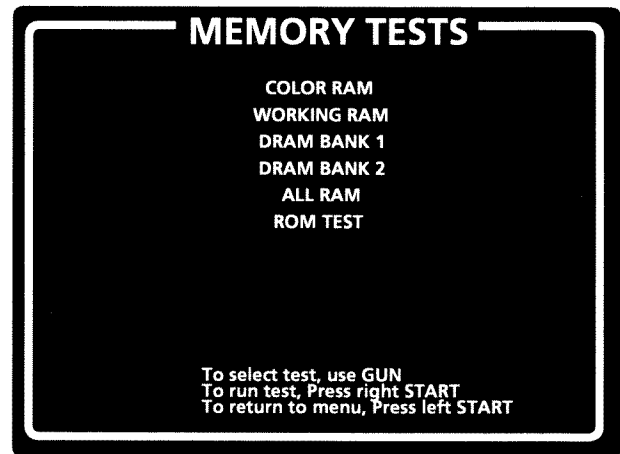 MEMORY TESTS
COLOR RAM
WORKING RAM
DRAM BANK 1
DRAM BANK 2
ALL RAM
ROM TEST
To select test, use GUN
To run test, Press right START
To return to menu, Press left START